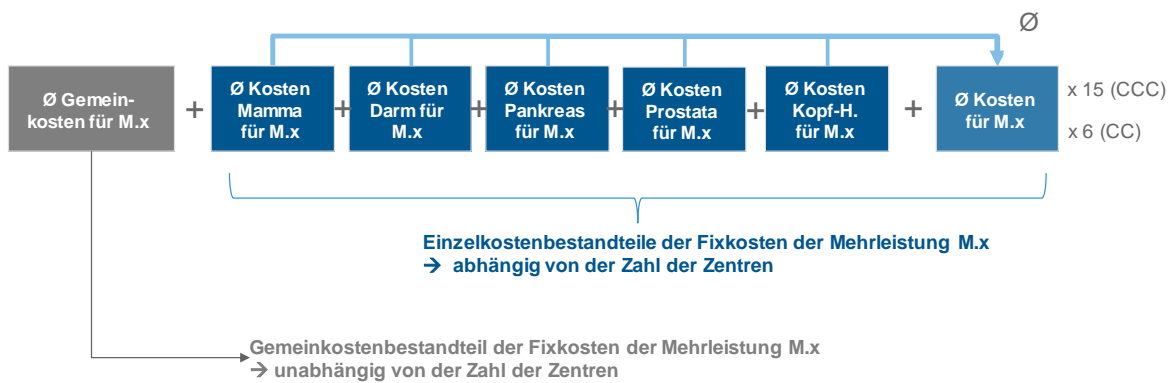 Ø
Ø Gemein-
kosten für M.x
+
Ø Kosten
Mamma
für M.x
+
Ø Kosten
Darm für
M.x
+
Ø Kosten
Pankreas
für M.x
+
Ø Kosten
Prostata
für M.x
+
Ø Kosten
Kopf-H.
für M.x
+
Ø Kosten
für M.x
x 15 (CCC)
x 6 (CC)
Einzelkostenbestandteile der Fixkosten der Mehrleistung M.x
→ abhängig von der Zahl der Zentren
Gemeinkostenbestandteil der Fixkosten der Mehrleistung M.x
→ unabhängig von der Zahl der Zentren